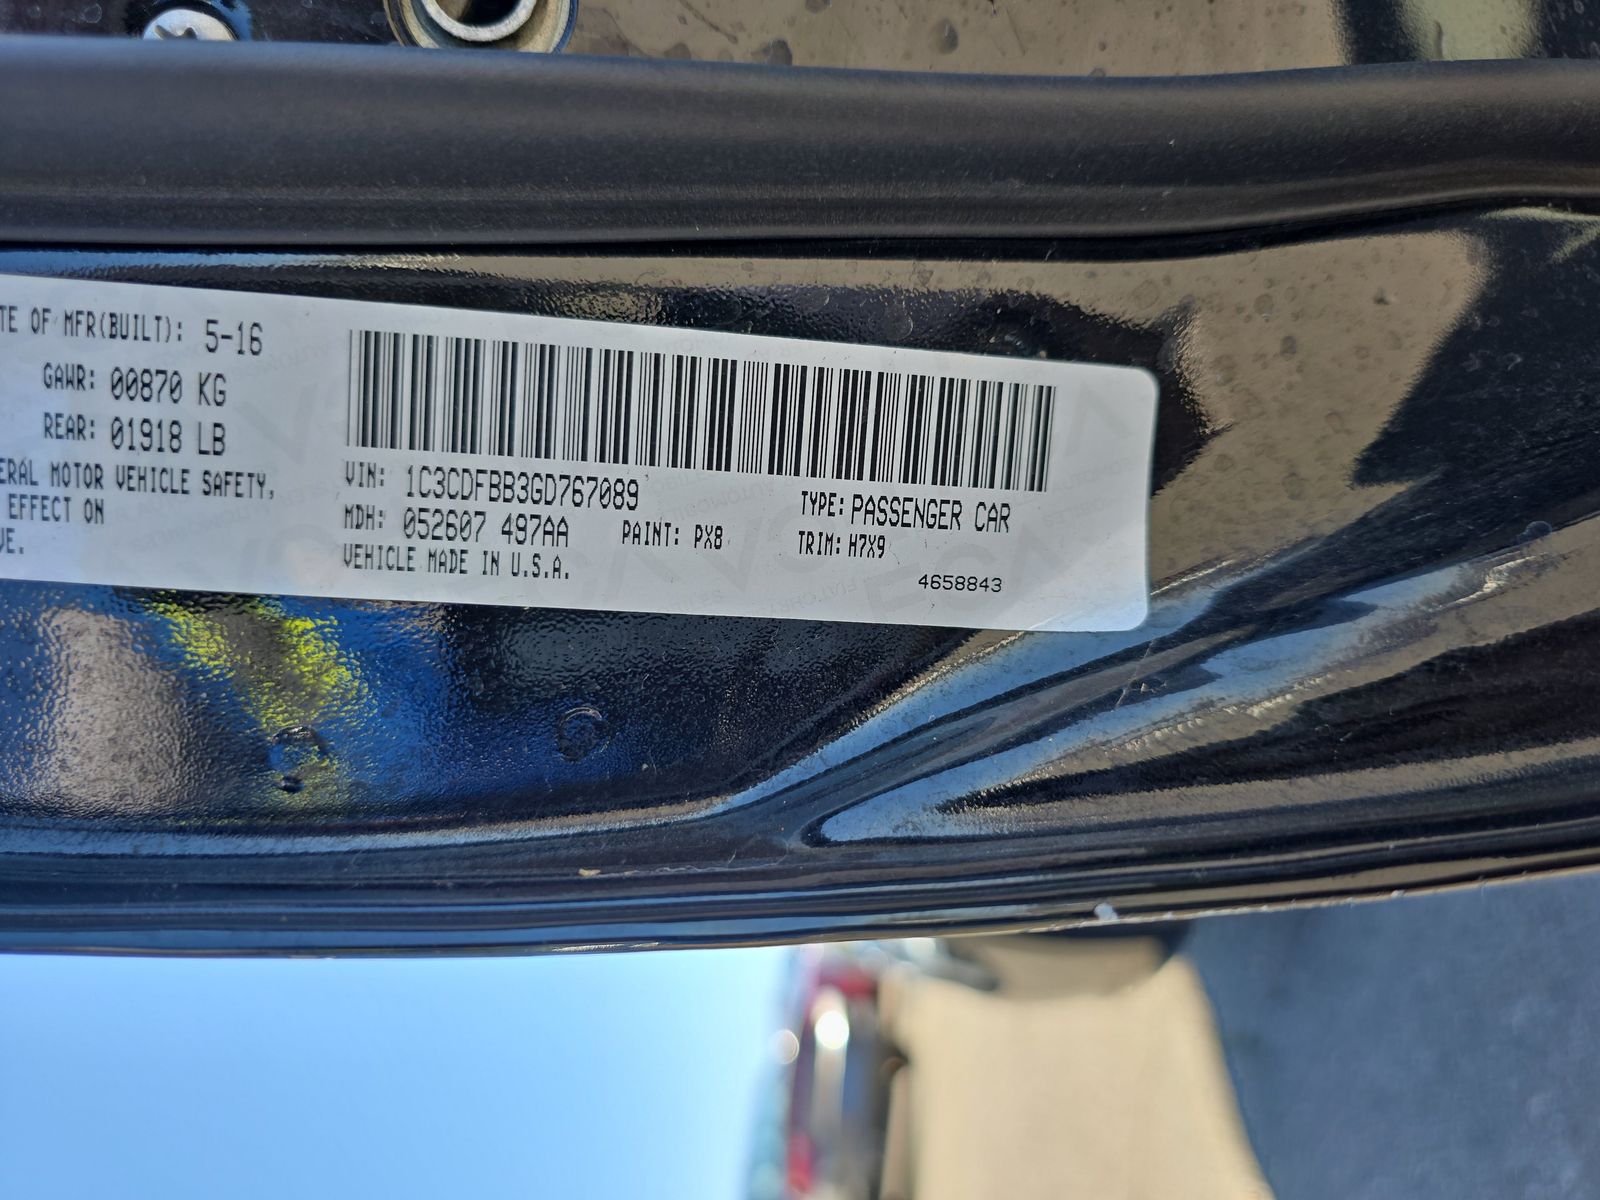 TE OF MFR(BUILT): 5-16
GAWR: 00870 KG
REAR: 01918 LB
ERAL MOTOR VEHICLE SAFETY,
EFFECT ON
VE.
VIN: 1C3CDFBB3GD767089
MDH: 052607 497AA PAINT: PX8
VEHICLE MADE IN U.S.A.
TYPE: PASSENGER CAR
TRIM: H7X9
4658843